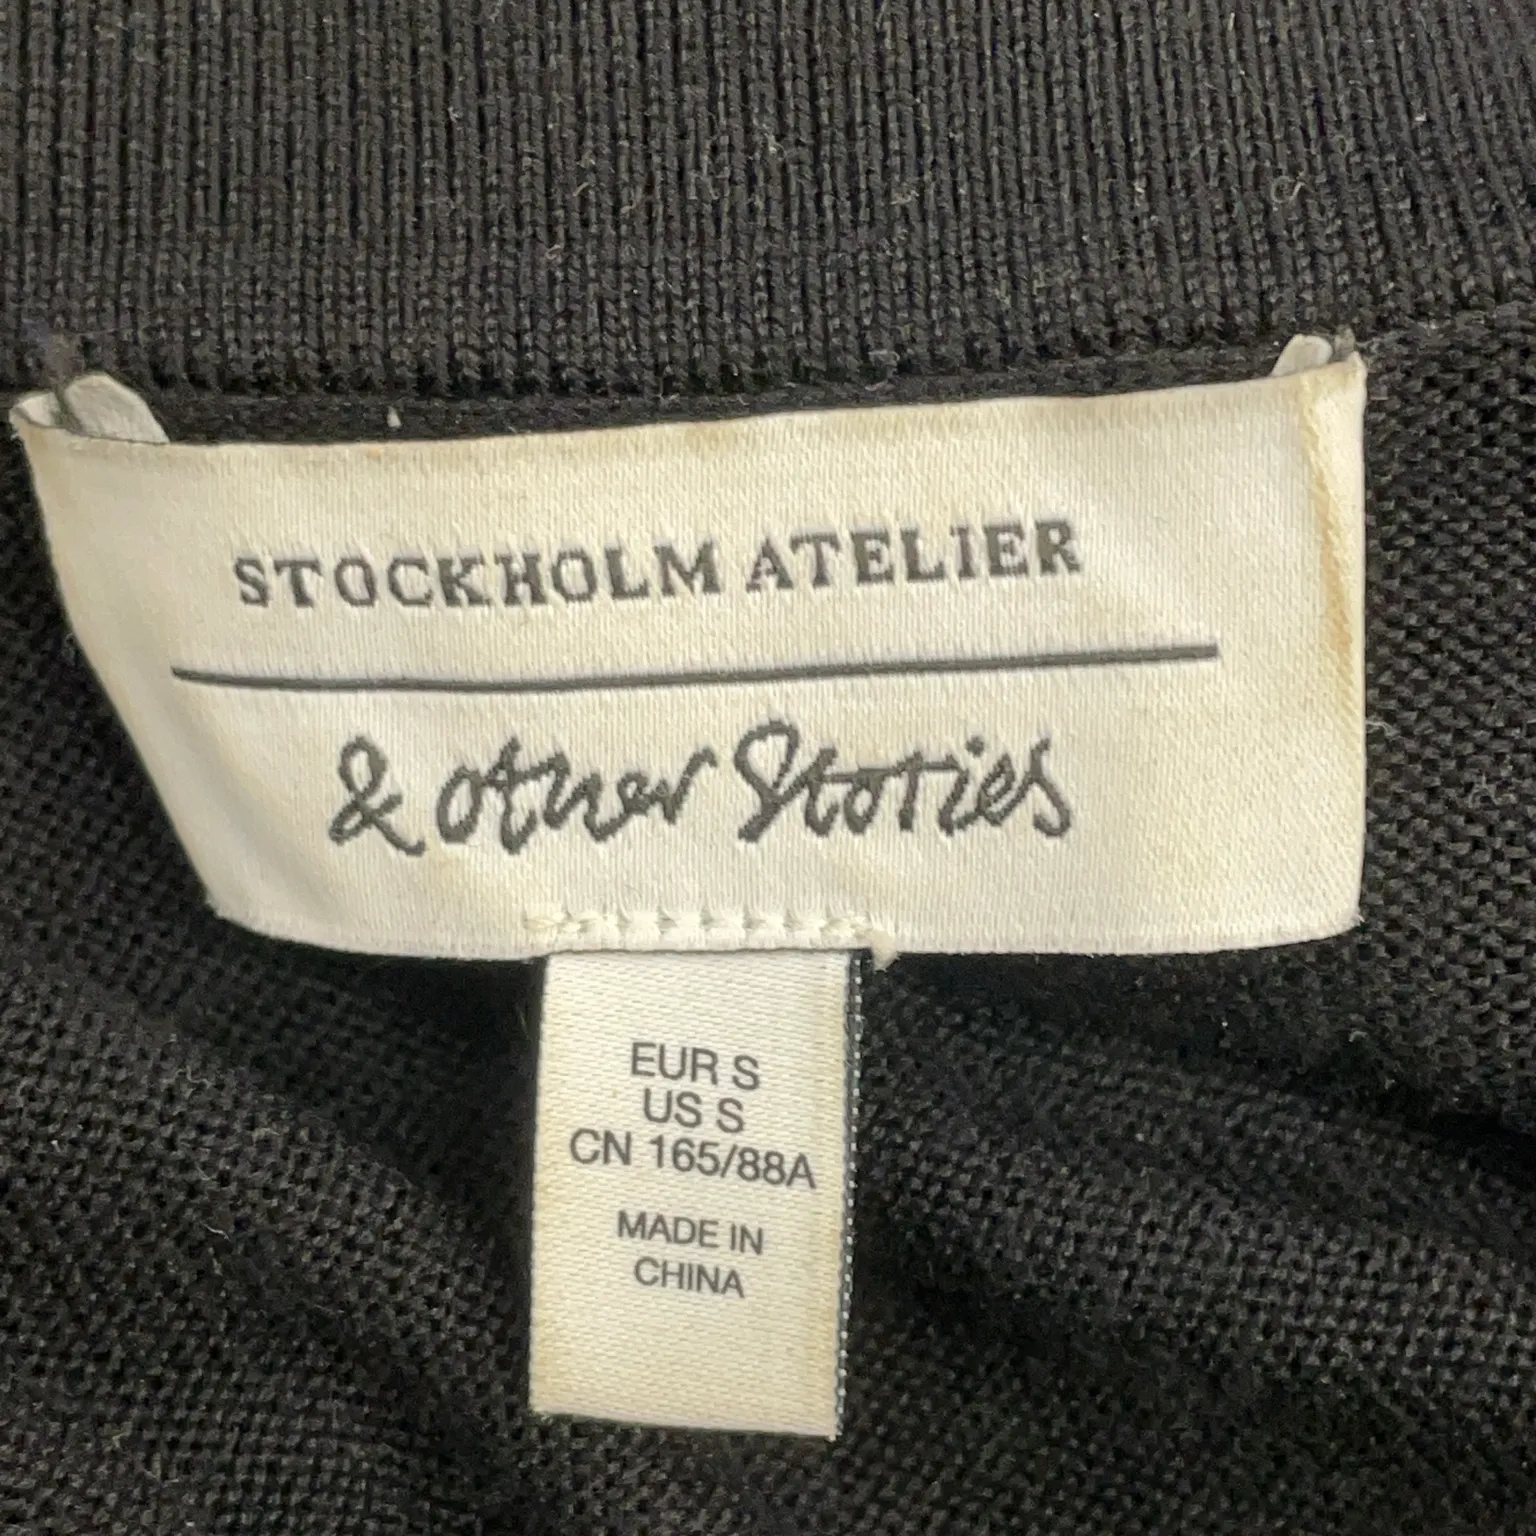 STOCKHOLM ATELIER
& other Stories
EUR S
US S
CN 165/88A
MADE IN
CHINA